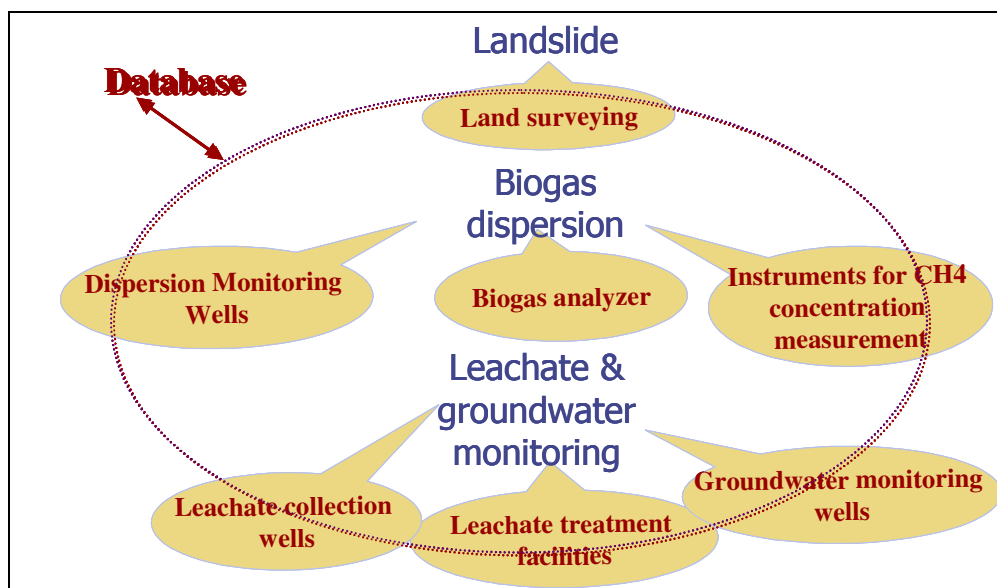 Landslide
Database
Land surveying
Biogas
dispersion
Dispersion Monitoring
Wells
Biogas analyzer
Instruments for CH4
concentration
measurement
Leachate &
groundwater
monitoring
Leachate collection
wells
Leachate treatment
facilities
Groundwater monitoring
wells